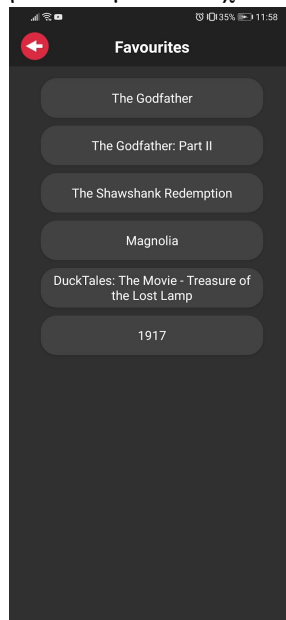 35% 11:58
Favourites
The Godfather
The Godfather: Part II
The Shawshank Redemption
Magnolia
DuckTales: The Movie - Treasure of
the Lost Lamp
1917